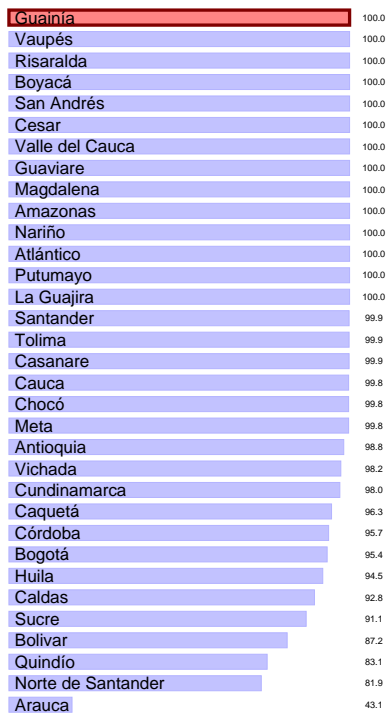 Guainía 100.0
Vaupés 100.0
Risaralda 100.0
Boyacá 100.0
San Andrés 100.0
Cesar 100.0
Valle del Cauca 100.0
Guaviare 100.0
Magdalena 100.0
Amazonas 100.0
Nariño 100.0
Atlántico 100.0
Putumayo 100.0
La Guajira 100.0
Santander 99.9
Tolima 99.9
Casanare 99.9
Cauca 99.8
Chocó 99.8
Meta 99.8
Antioquia 98.8
Vichada 98.2
Cundinamarca 98.0
Caquetá 96.3
Córdoba 95.7
Bogotá 95.4
Huila 94.5
Caldas 92.8
Sucre 91.1
Bolivar 87.2
Quindío 83.1
Norte de Santander 81.9
Arauca 43.1